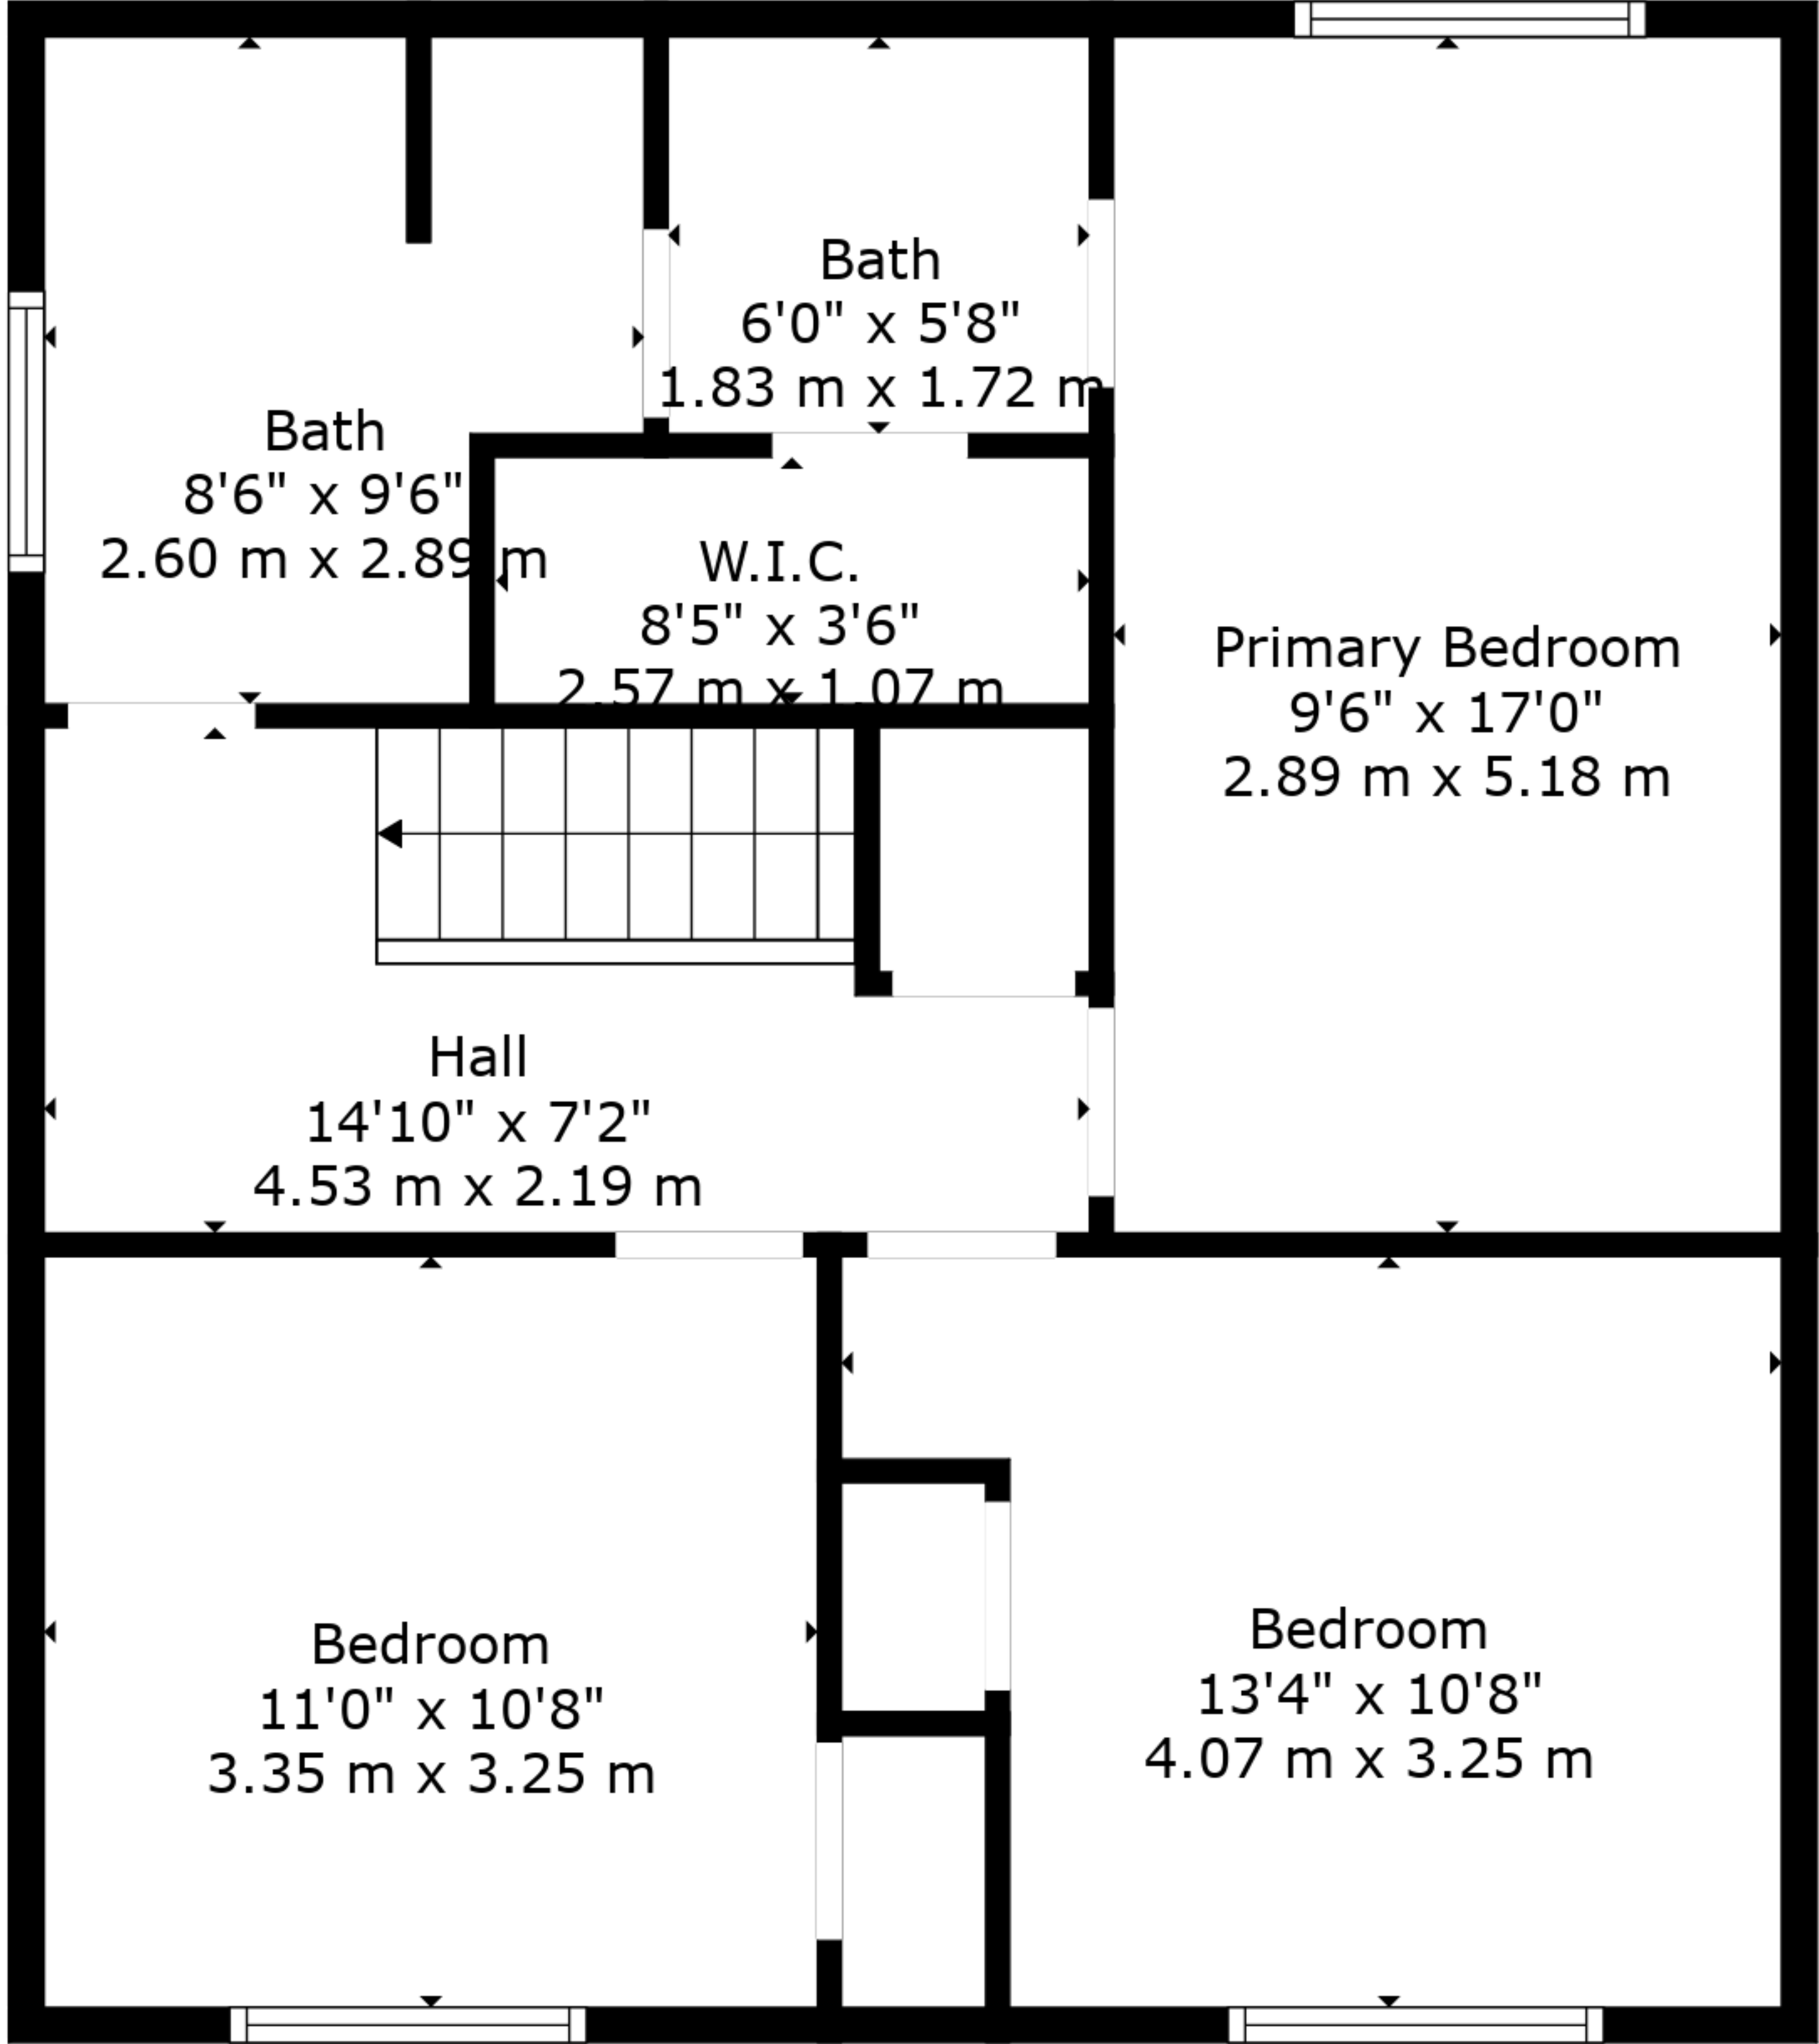 Bath
6'0" x 5'8"
1.83 m x 1.72 m
Bath
8'6" x 9'6"
2.60 m x 2.89 m
W.I.C.
8'5" x 3'6"
2.57 m x 1.07 m
Primary Bedroom
9'6" x 17'0"
2.89 m x 5.18 m
Hall
14'10" x 7'2"
4.53 m x 2.19 m
Bedroom
11'0" x 10'8"
3.35 m x 3.25 m
Bedroom
13'4" x 10'8"
4.07 m x 3.25 m